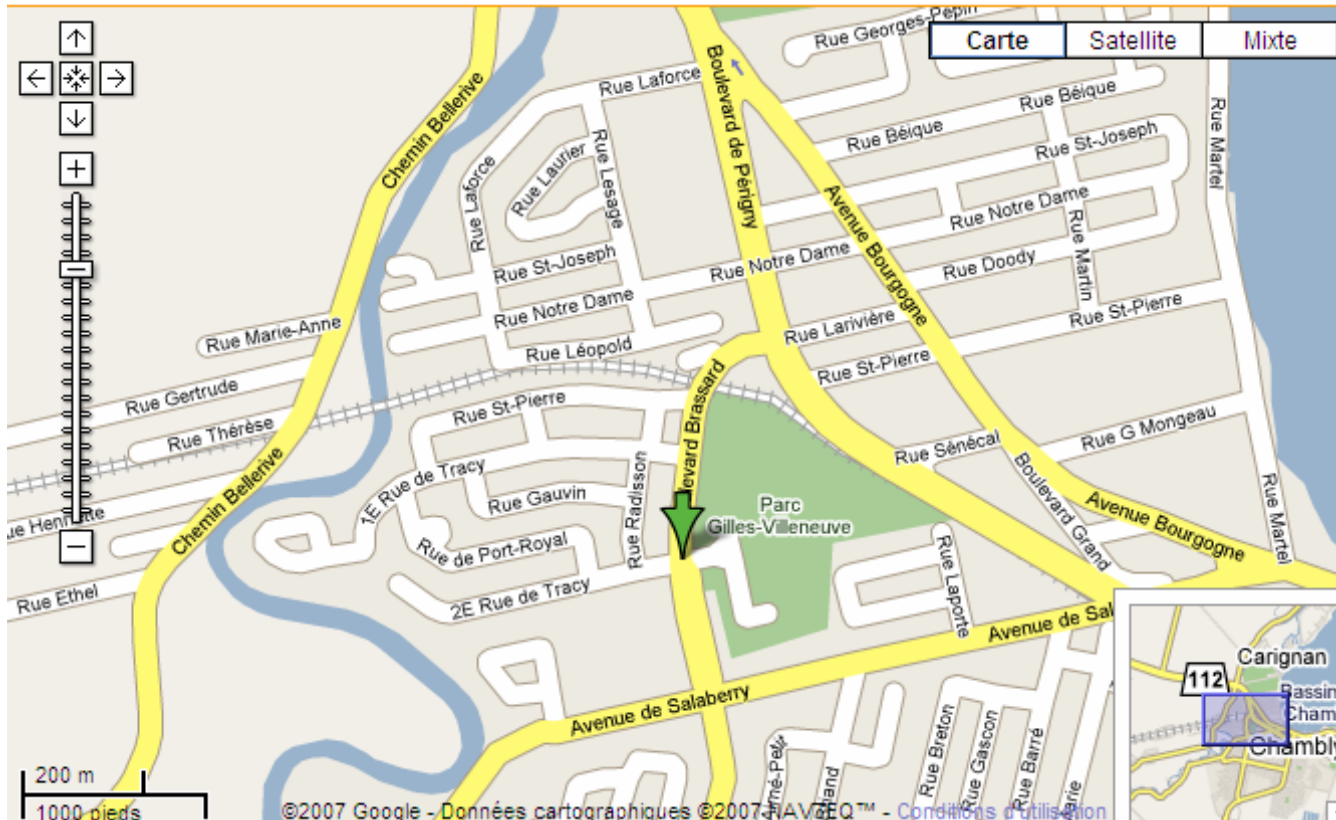 Carte
Satellite
Mixte
Rue Georges-Pepin
Rue Laforce
Boulevard de Périgny
Rue Béique
Rue Béique
Rue Martel
Chemin Bellerive
Rue Laurier
Rue Lesage
Rue St-Joseph
Rue Laforce
Avenue Bourgogne
Rue Notre Dame
Rue Martin
Rue St-Joseph
Rue Notre Dame
Rue Doody
Rue Notre Dame
Rue St-Pierre
Rue Marie-Anne
Rue Larivière
Rue Léopold
Rue St-Pierre
Rue Gertrude
Rue St-Pierre
levard Brassard
Rue Thérèse
Rue G Mongeau
Rue Sénécal
1E Rue de Tracy
Rue Gauvin
Rue Radisson
Parc
Gilles-Villeneuve
Boulevard Grand
Rue Martel
Avenue Bourgogne
Chemin Bellerive
Rue de Port-Royal
Rue Laporte
Rue Ethel
2E Rue de Tracy
Avenue de Sal
Avenue de Salaberry
Carignan
112
Bassin
Cham
Chambly
Rue Breton
Rue Gascon
Rue Barré
200 m
1000 pieds
©2007 Google - Données cartographiques ©2007 NAVTEQ™ - Conditions d'utilisation